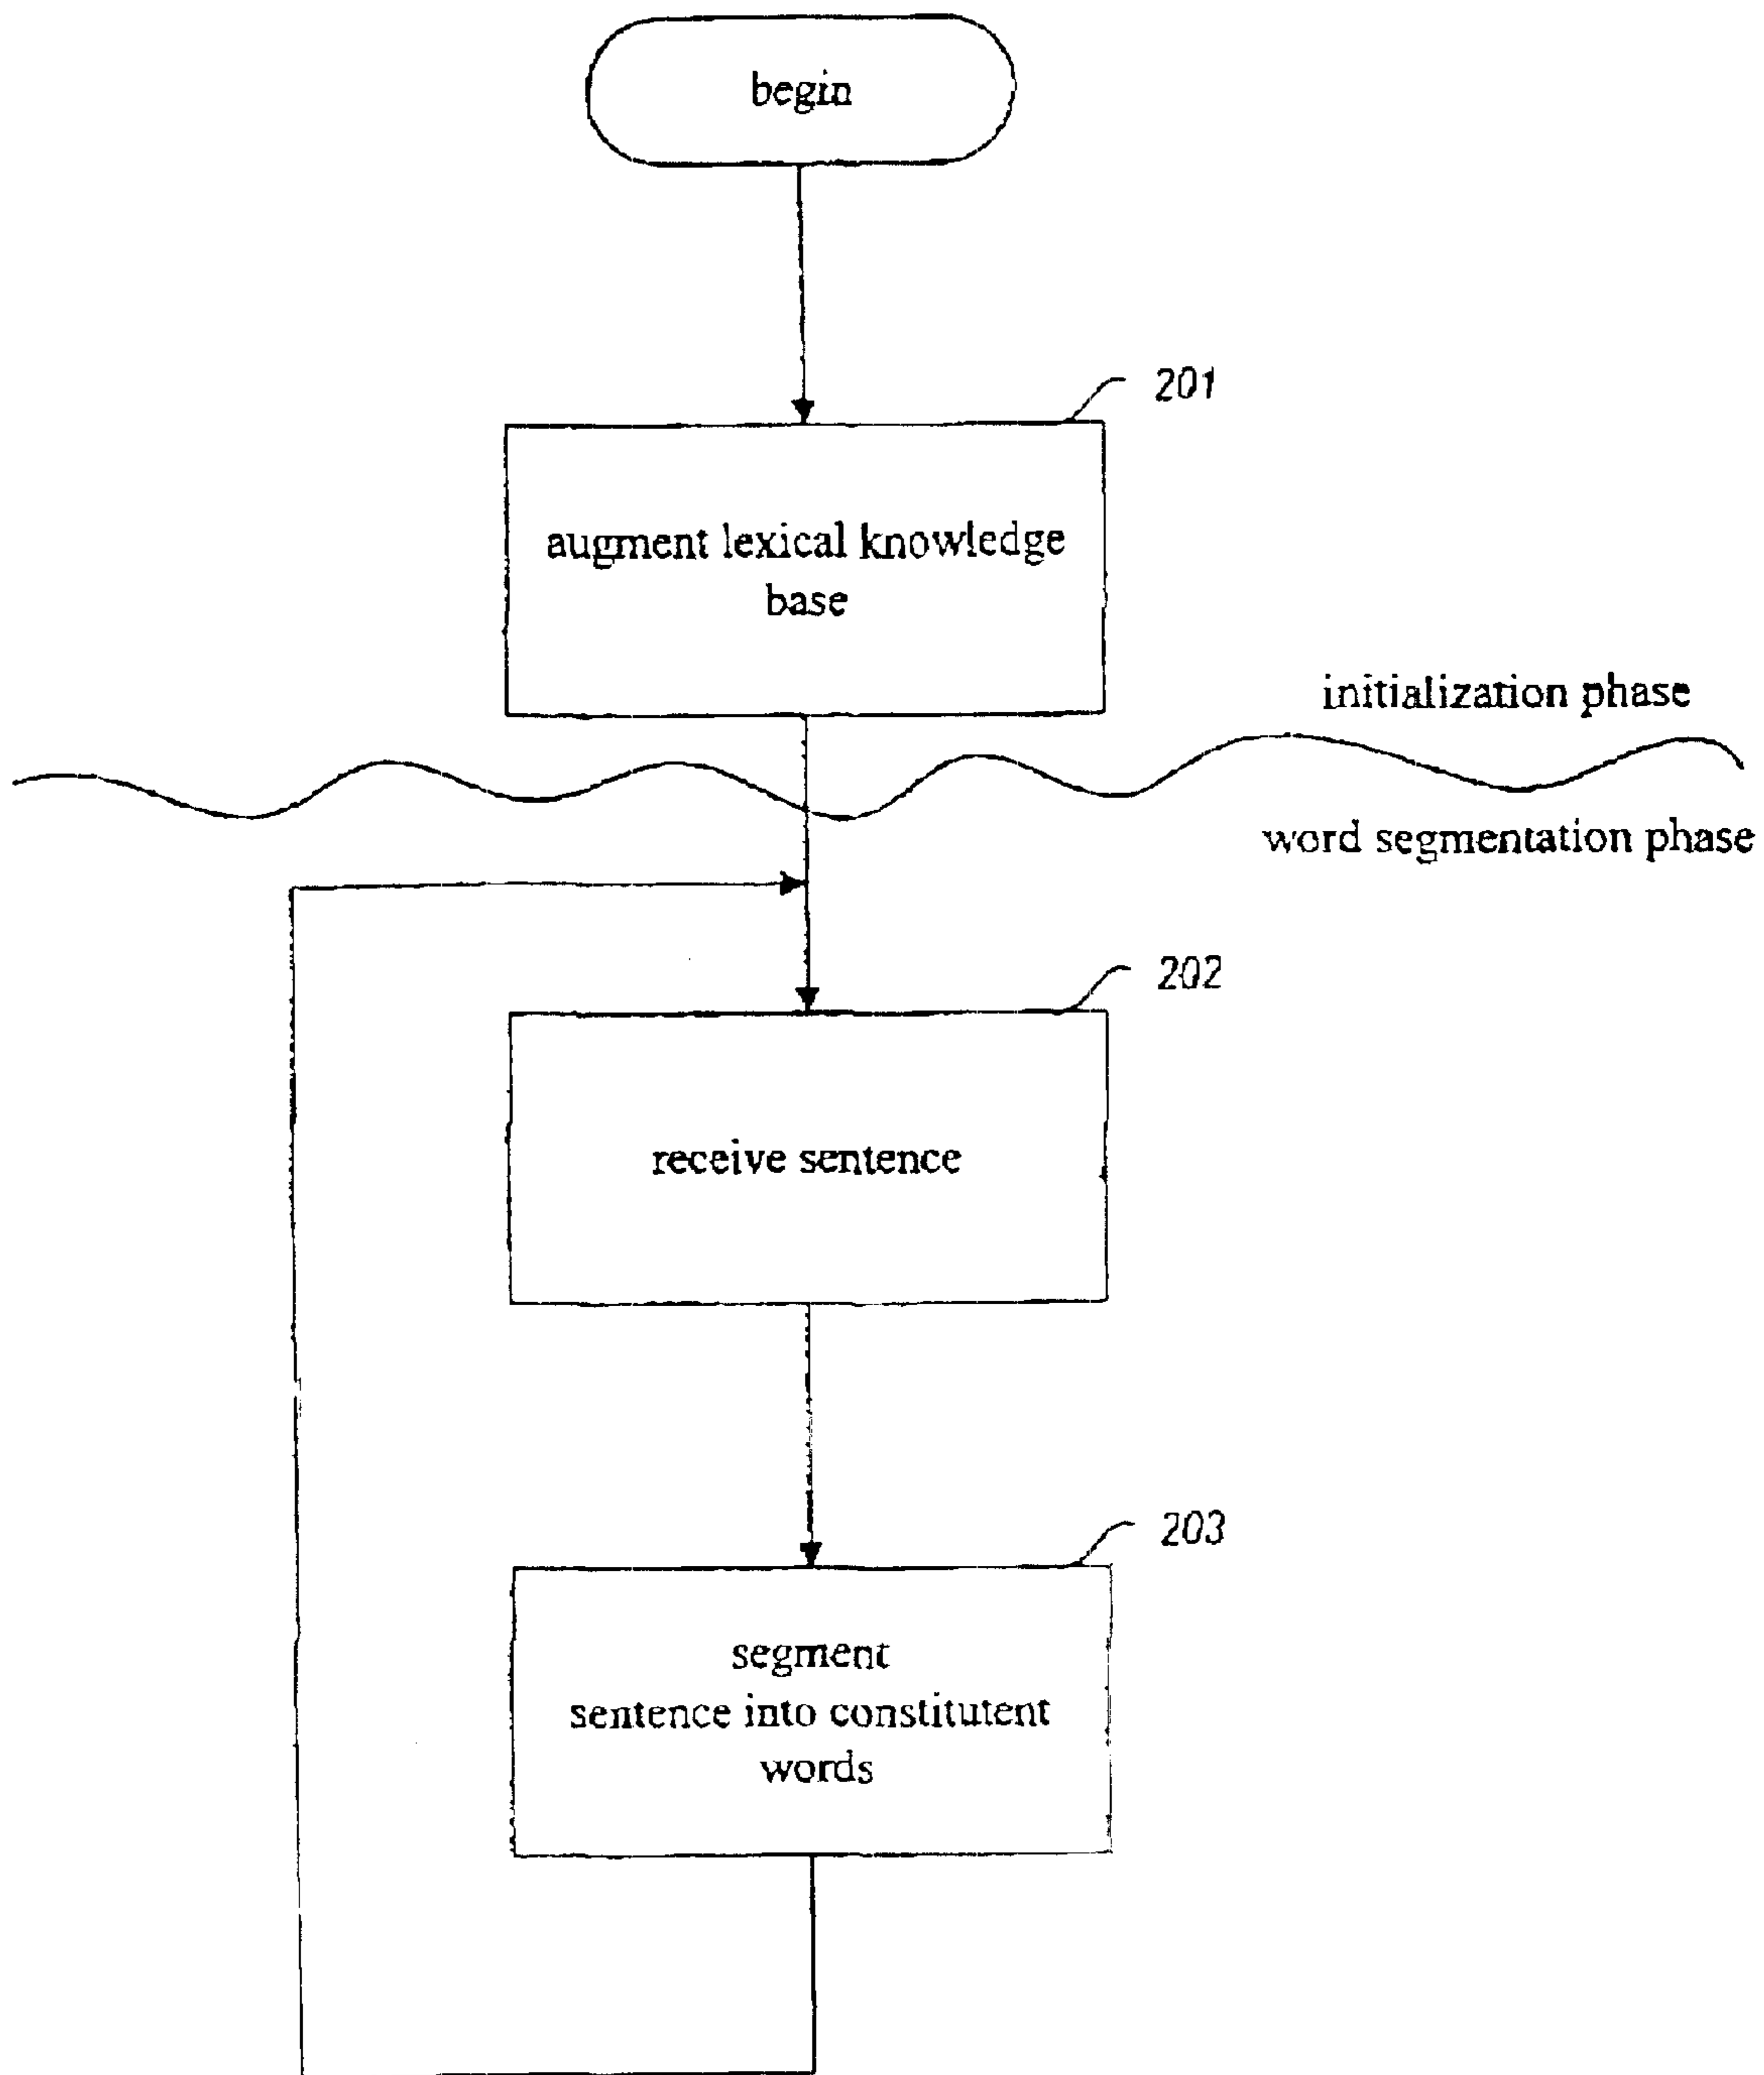 begin
201
augment lexical knowledge
base
initialization phase
word segmentation phase
202
receive sentence
203
segment
sentence into constitutent
words